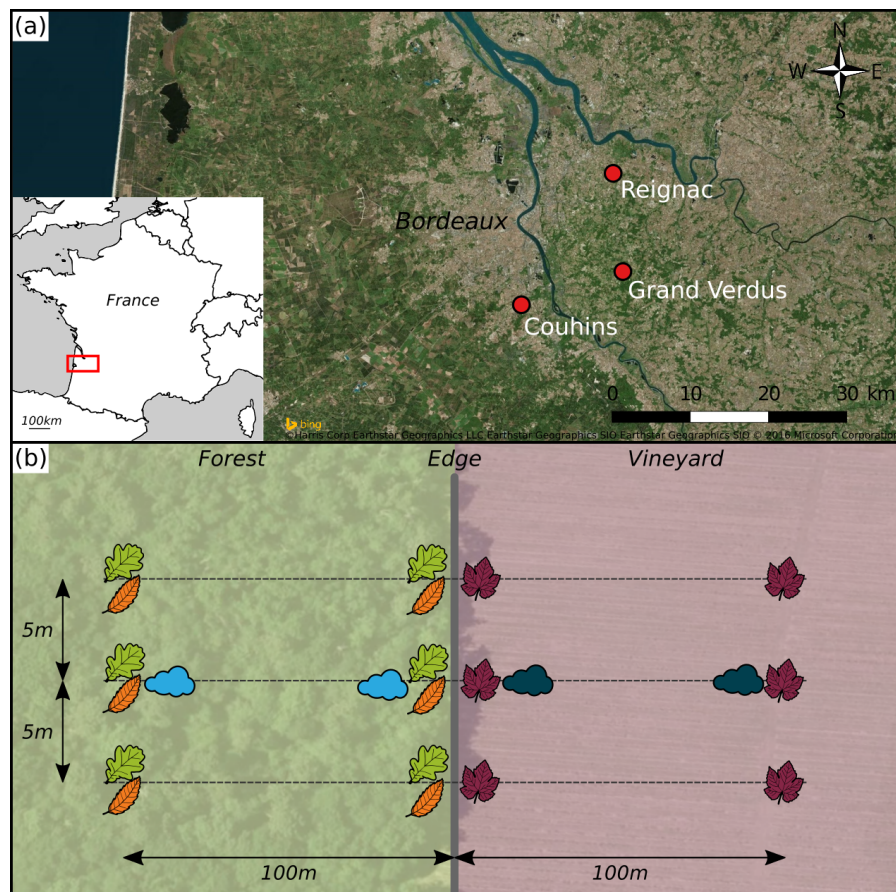 (a)
N
W E
S
Reignac
Bordeaux
Grand Verdus
Couhins
France
100km
0 10 20 30 km
bing
© Harris Corp Earthstar Geographics LLC Earthstar Geographics SIO Earthstar Geographics SIO © 2016 Microsoft Corporation
(b)
Forest Edge Vineyard
5m
5m
100m 100m